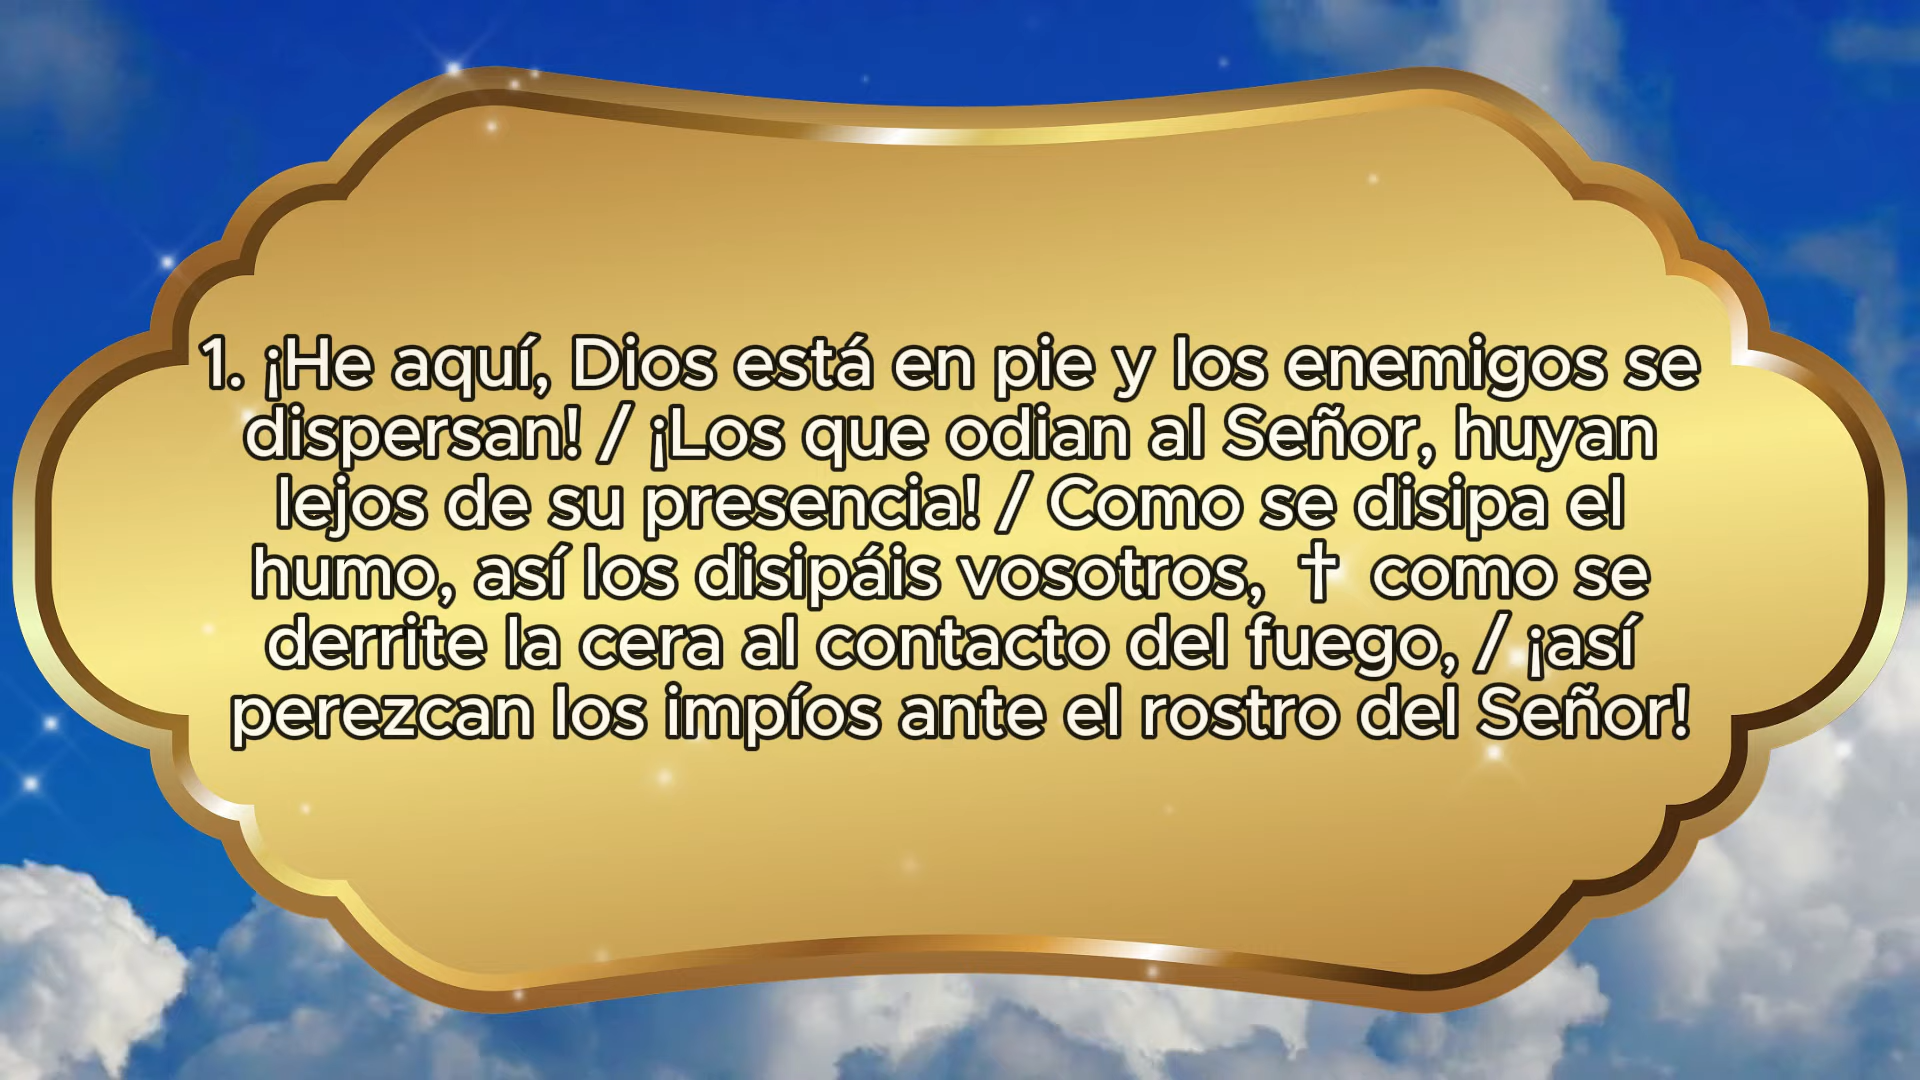 1. ¡He aquí, Dios está en pie y los enemigos se
dispersan! / ¡Los que odian al Señor, huyan
lejos de su presencia! / Como se disipa el
humo, así los disipáis vosotros, † como se
derrite la cera al contacto del fuego, / ¡así
perezcan los impíos ante el rostro del Señor!